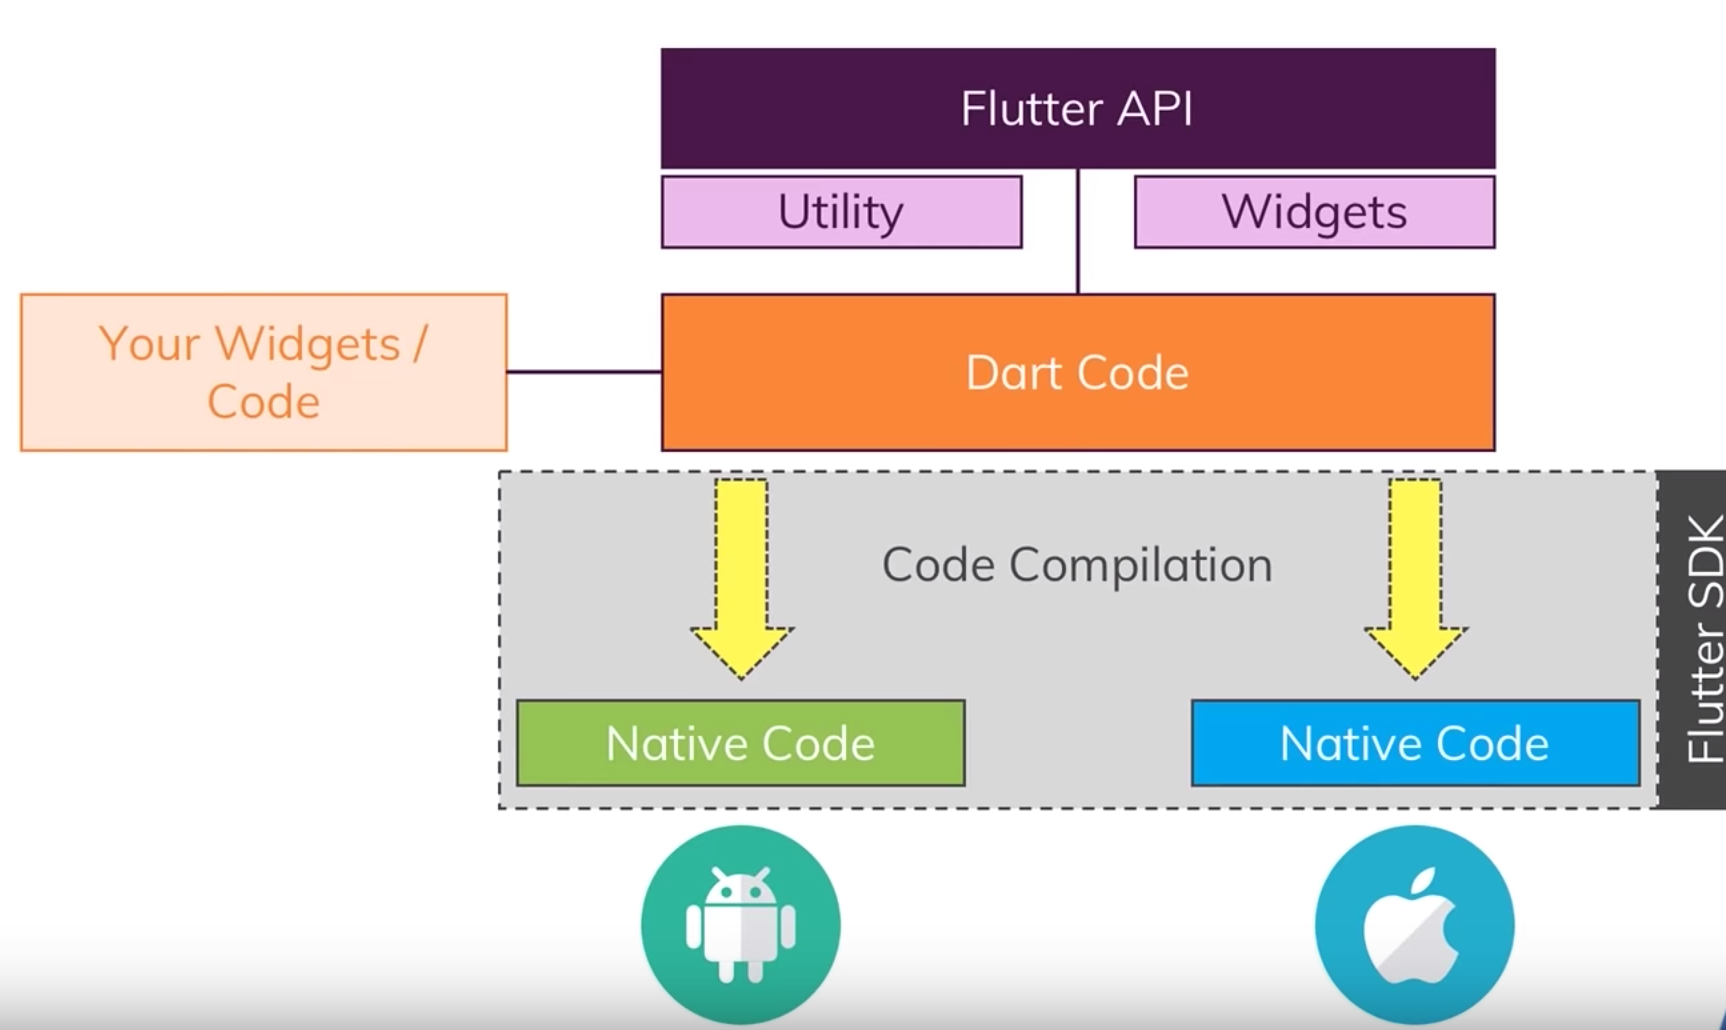 Flutter API
Utility
Widgets
Your Widgets /
Code
Dart Code
Code Compilation
Flutter SDK
Native Code
Native Code